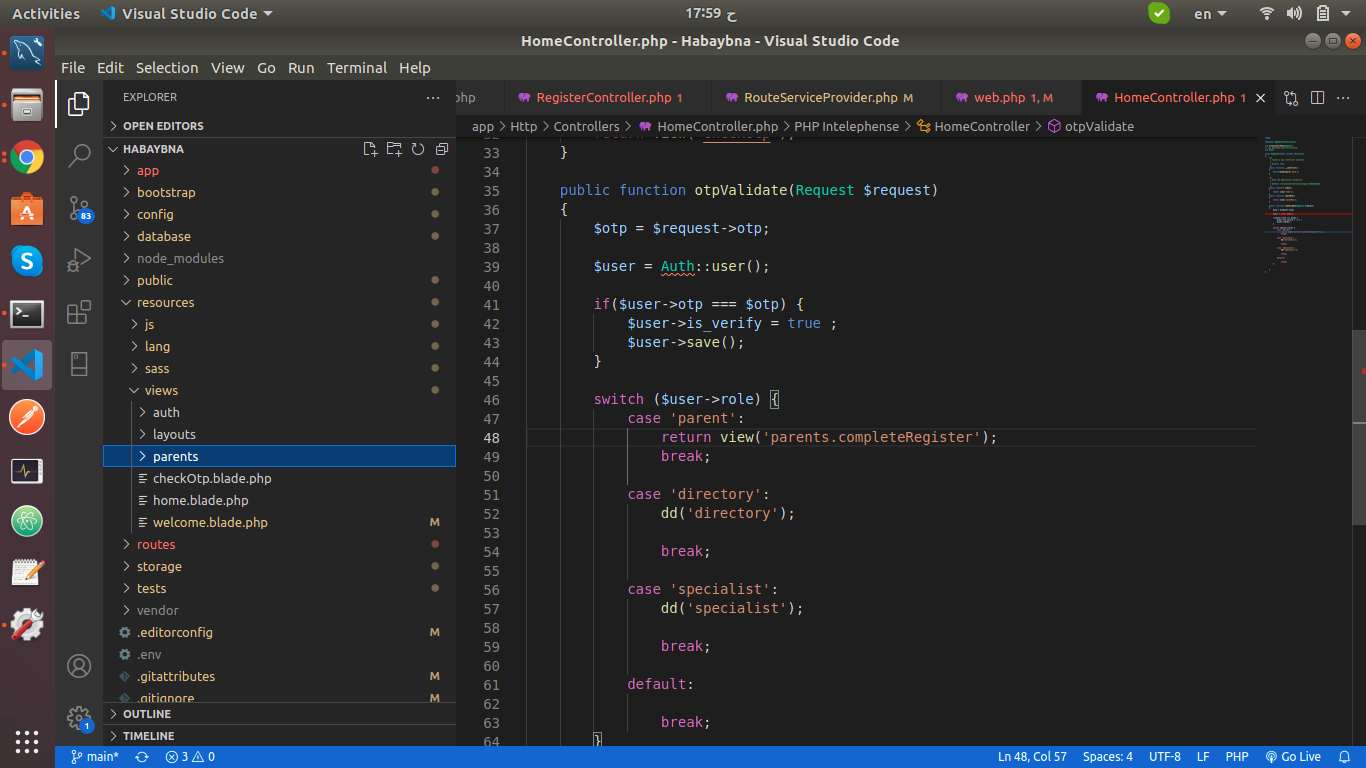 Activities
Visual Studio Code
17:59 ح
en
HomeController.php - Habaybna - Visual Studio Code
File Edit Selection View Go Run Terminal Help
EXPLORER
php
RegisterController.php 1
RouteServiceProvider.php M
web.php 1, M
HomeController.php 1
app > Http > Controllers > HomeController.php > PHP Intelephense > HomeController > otpValidate
OPEN EDITORS
HABAYBNA
app
bootstrap
config
database
node_modules
public
resources
js
lang
sass
views
auth
layouts
parents
checkOtp.blade.php
home.blade.php
welcome.blade.php M
routes
storage
tests
vendor
.editorconfig M
.env
.gitattributes M
.gitignore M
OUTLINE
TIMELINE
83
1
33 }
34
35 public function otpValidate(Request $request)
36 {
37 $otp = $request->otp;
38
39 $user = Auth::user();
40
41 if($user->otp === $otp) {
42 $user->is_verify = true ;
43 $user->save();
44 }
45
46 switch ($user->role) {
47 case 'parent':
48 return view('parents.completeRegister');
49 break;
50
51 case 'directory':
52 dd('directory');
53
54 break;
55
56 case 'specialist':
57 dd('specialist');
58
59 break;
60
61 default:
62
63 break;
64 }
main*
3 0
Ln 48, Col 57
Spaces: 4
UTF-8
LF
PHP
Go Live